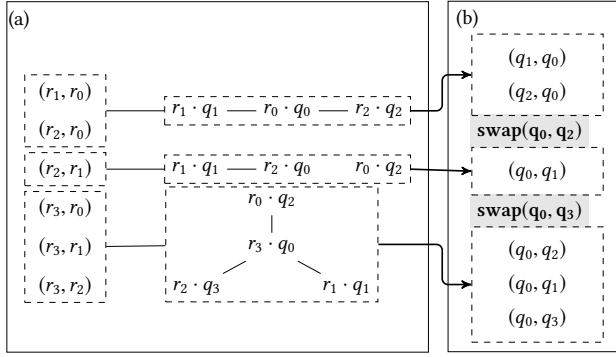 (a)
(r₁, r₀)
(r₂, r₀)
r₁ · q₁ r₀ · q₀ r₂ · q₂
(r₂, r₁)
r₁ · q₁ r₂ · q₀ r₀ · q₂
(r₃, r₀)
(r₃, r₁)
(r₃, r₂)
r₀ · q₂
r₃ · q₀
r₂ · q₃ r₁ · q₁
(b)
(q₁, q₀)
(q₂, q₀)
swap(q₀, q₂)
(q₀, q₁)
swap(q₀, q₃)
(q₀, q₂)
(q₀, q₁)
(q₀, q₃)